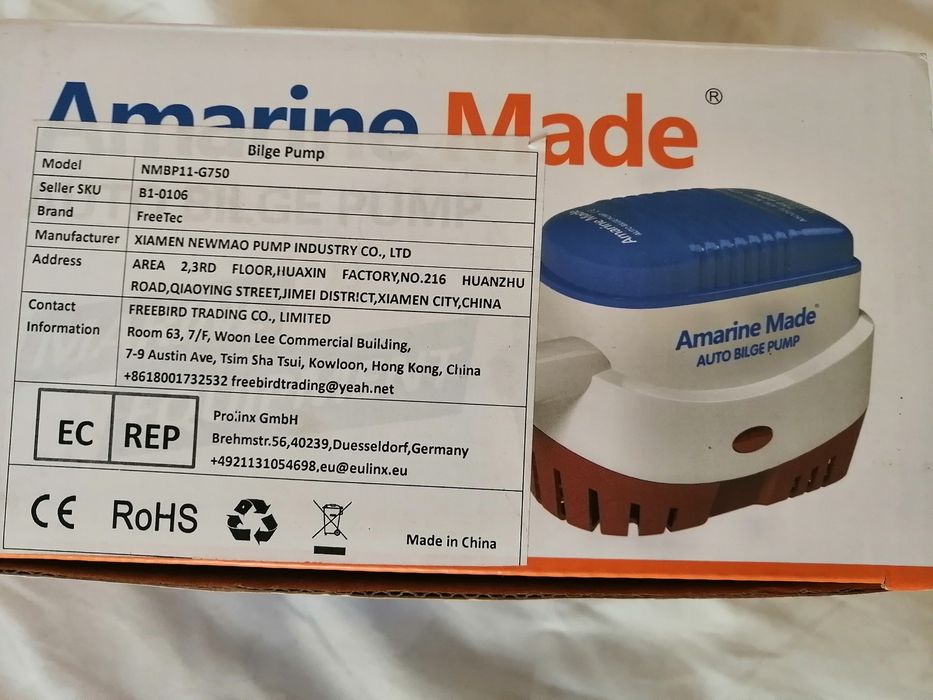 Amarine Made ®
Bilge Pump
Model NMBP11-G750
Seller SKU B1-0106
Brand FreeTec
Manufacturer XIAMEN NEWMAO PUMP INDUSTRY CO., LTD
Address AREA 2,3RD FLOOR,HUAXIN FACTORY,NO.216 HUANZHU
ROAD,QIAOYING STREET,JIMEI DISTRICT,XIAMEN CITY,CHINA
Contact FREEBIRD TRADING CO., LIMITED
Information Room 63, 7/F, Woon Lee Commercial Building,
7-9 Austin Ave, Tsim Sha Tsui, Kowloon, Hong Kong, China
+8618001732532 freebirdtrading@yeah.net
EC REP
Prolinx GmbH
Brehmstr.56,40239,Duesseldorf,Germany
+4921131054698,eu@eulinx.eu
CE RoHS
Made in China
Amarine Made
Amarine Made
AUTO BILGE PUMP